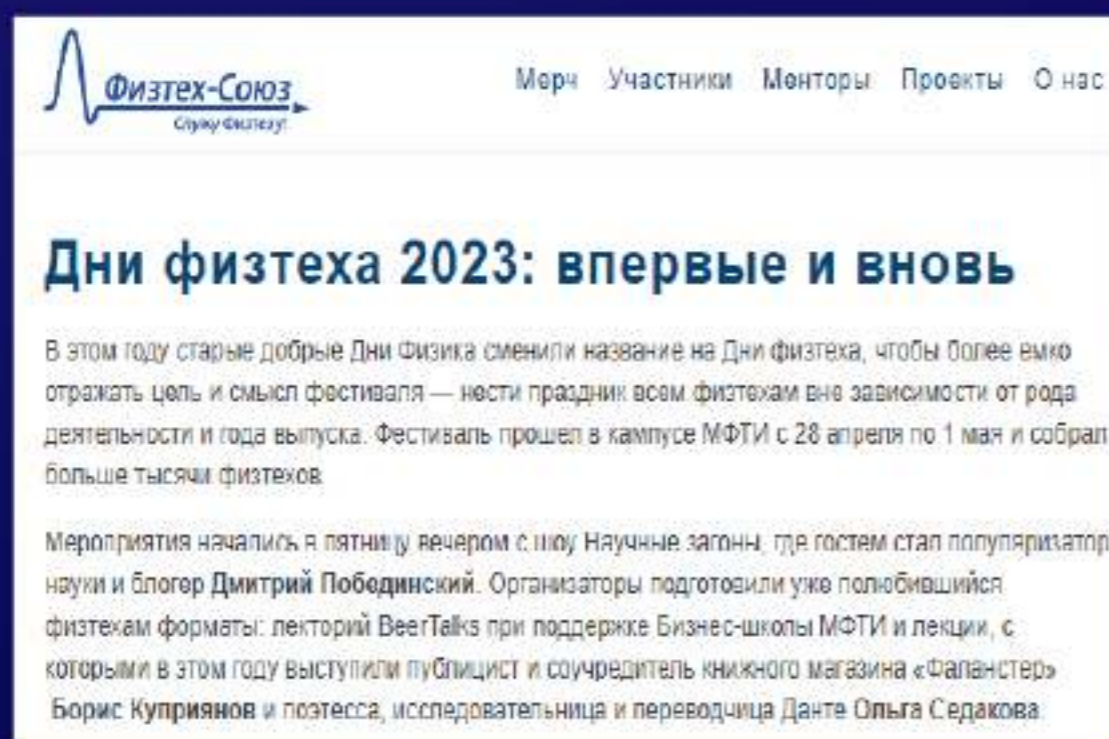 Физтех-Союз
Служу Физтеху!
Мерч Участники Менторы Проекты О нас
Дни физтеха 2023: впервые и вновь
В этом году старые добрые Дни Физика сменили название на Дни физтеха, чтобы более емко
отражать цель и смысл фестиваля — нести праздник всем физтехам вне зависимости от рода
деятельности и года выпуска. Фестиваль прошел в кампусе МФТИ с 28 апреля по 1 мая и собрал
больше тысячи физтехов.
Мероприятия начались в пятницу вечером с шоу Научные загоны, где гостем стал популяризатор
науки и блогер Дмитрий Побединский. Организаторы подготовили уже полюбившийся
физтехам форматы: лекторий BeerTalks при поддержке Бизнес-школы МФТИ и лекции, с
которыми в этом году выступили публицист и соучредитель книжного магазина «Фаланстер»
Борис Куприянов и поэтесса, исследовательница и переводчица Данте Ольга Седакова.